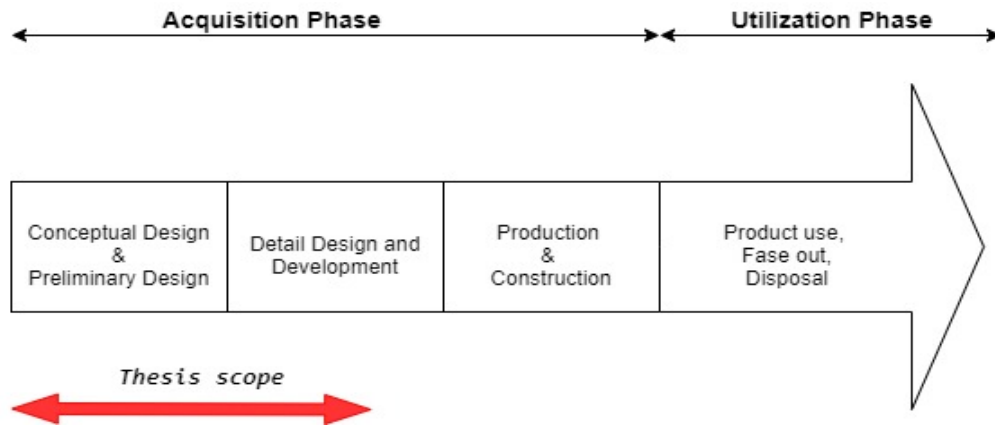 Acquisition Phase
Utilization Phase
Conceptual Design
&
Preliminary Design
Detail Design and
Development
Production
&
Construction
Product use,
Fase out,
Disposal
Thesis scope